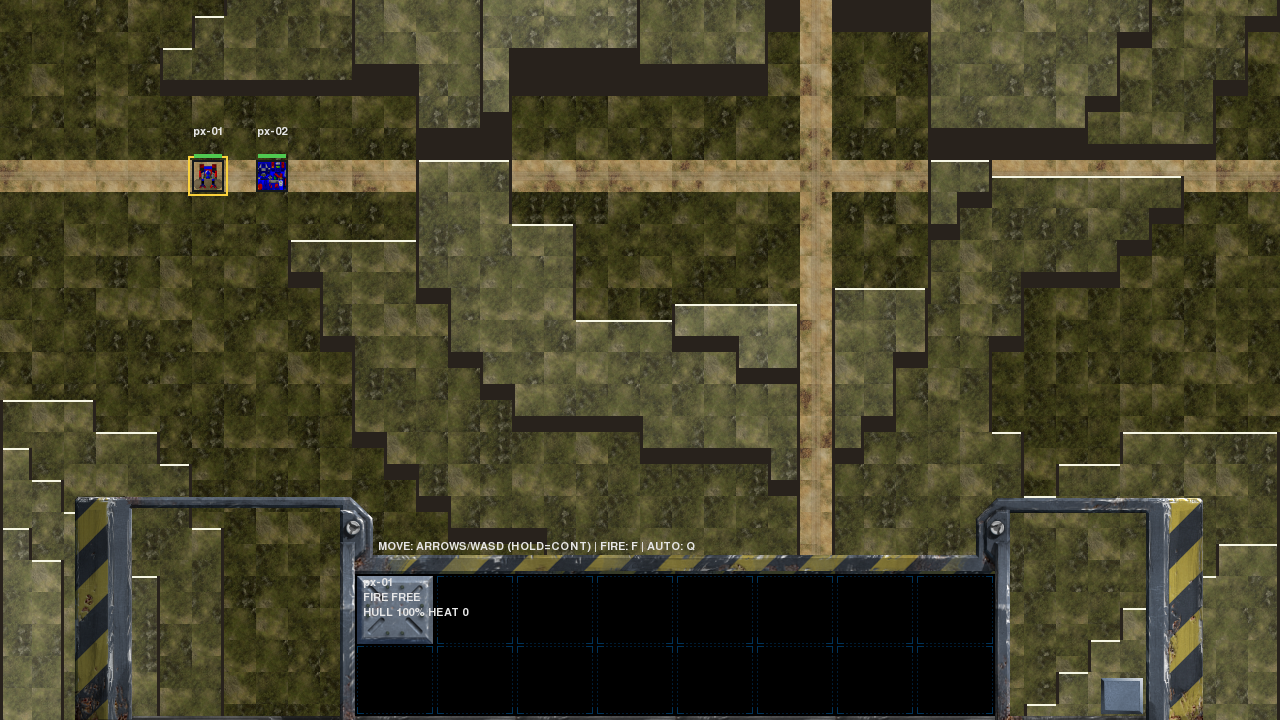 px-01
px-02
MOVE: ARROWS/WASD (HOLD=CONT) | FIRE: F | AUTO: Q
px-01
FIRE FREE
HULL 100% HEAT 0